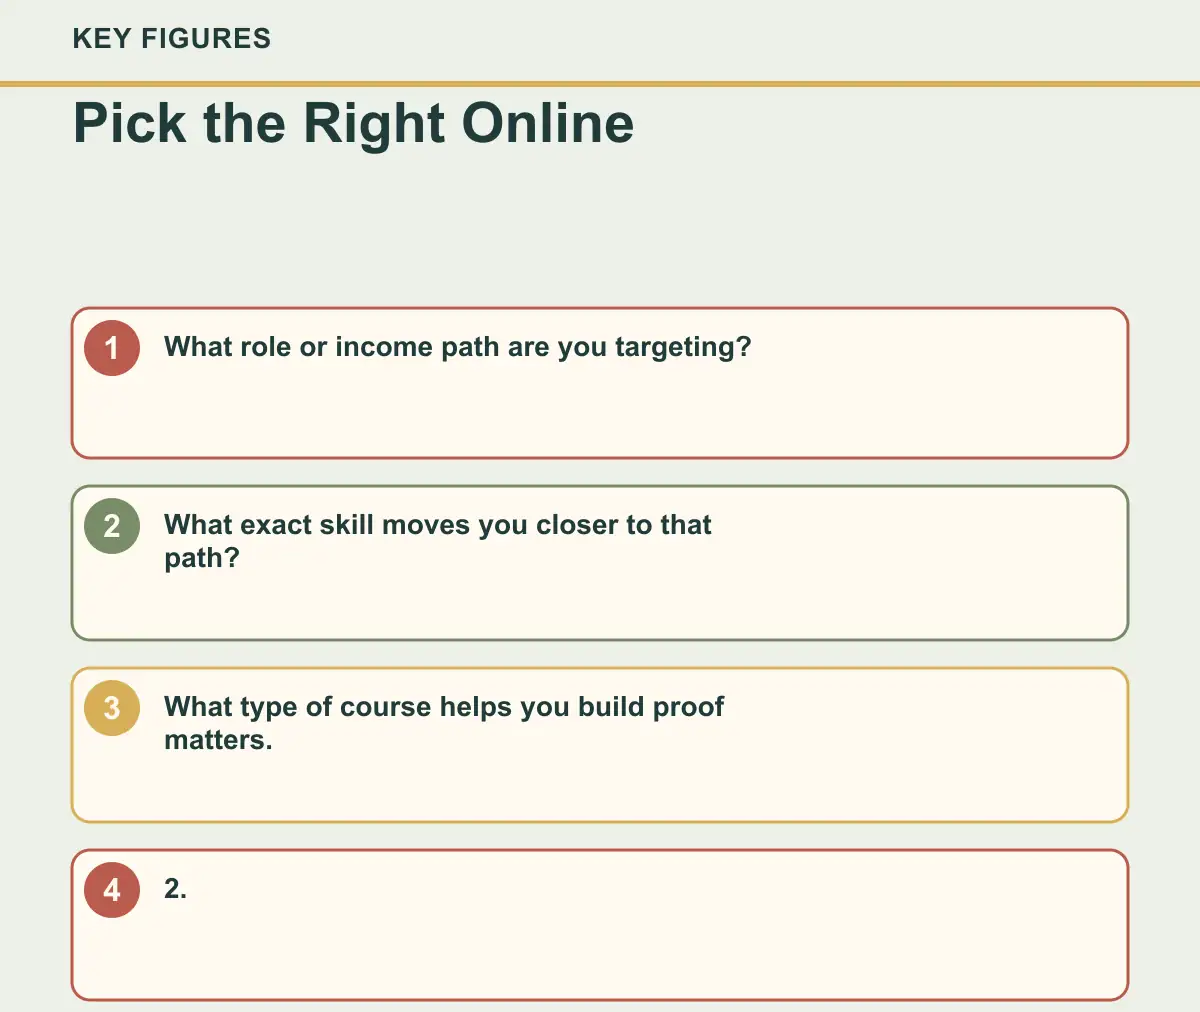 KEY FIGURES
Pick the Right Online
1 What role or income path are you targeting?
2 What exact skill moves you closer to that
path?
3 What type of course helps you build proof
matters.
4 2.